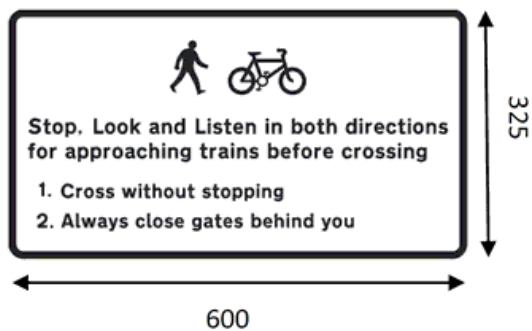 Stop. Look and Listen in both directions
for approaching trains before crossing
1. Cross without stopping
2. Always close gates behind you
325
600